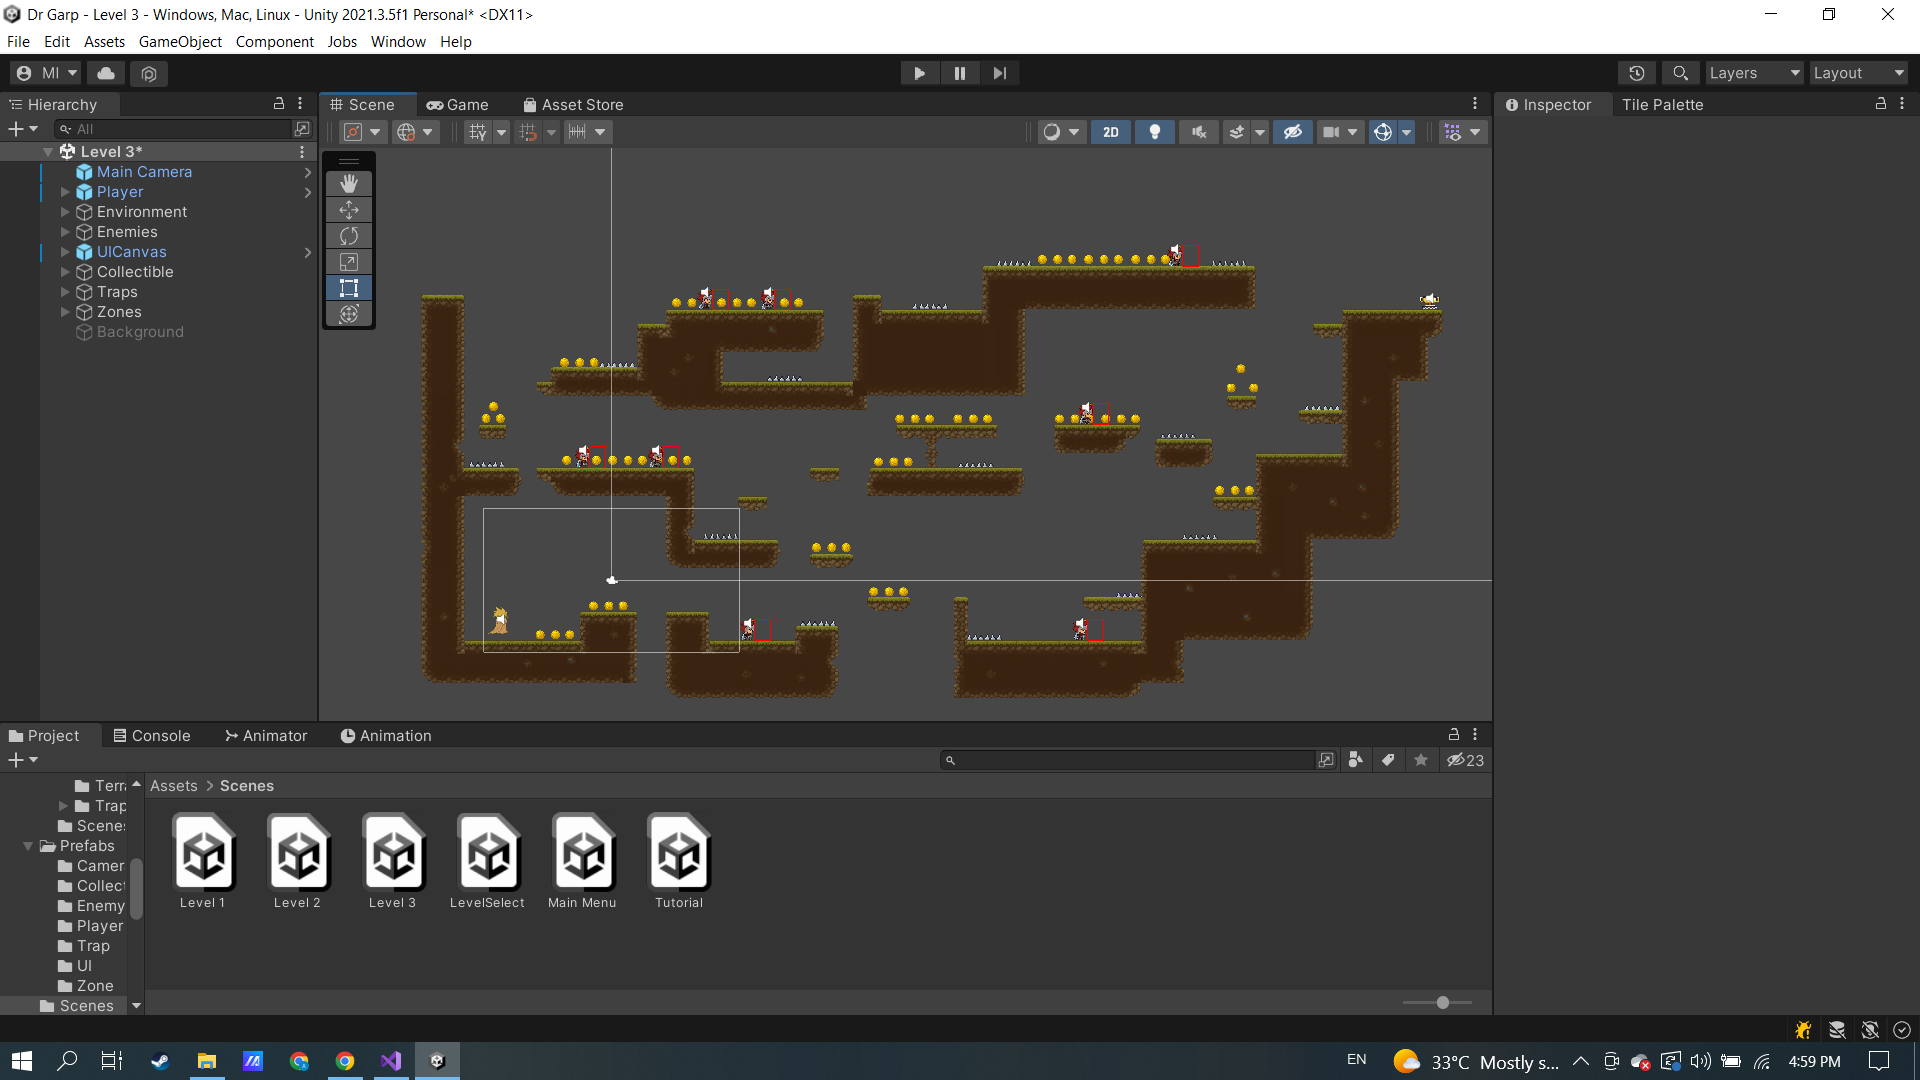 Dr Garp - Level 3 - Windows, Mac, Linux - Unity 2021.3.5f1 Personal* <DX11>
File Edit Assets GameObject Component Jobs Window Help
MI Layers Layout
Hierarchy
Scene Game Asset Store
Inspector Tile Palette
All
2D
Level 3*
Main Camera
Player
Environment
Enemies
UICanvas
Collectible
Traps
Zones
Background
Project Console Animator Animation
23
Terra
Trap
Scenes
Prefabs
Camer
Collect
Enemy
Player
Trap
UI
Zone
Scenes
Assets > Scenes
Level 1 Level 2 Level 3 LevelSelect Main Menu Tutorial
EN 33°C Mostly s... 4:59 PM